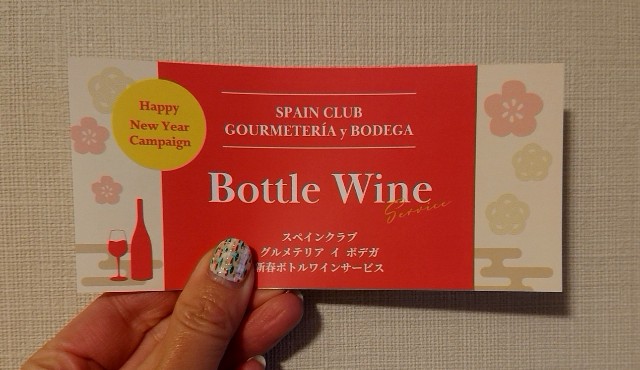 Happy
New Year
Campaign
SPAIN CLUB
GOURMETERÍA y BODEGA
Bottle Wine
Service
スペインクラブ
グルメテリア イ ボデガ
新春ボトルワインサービス